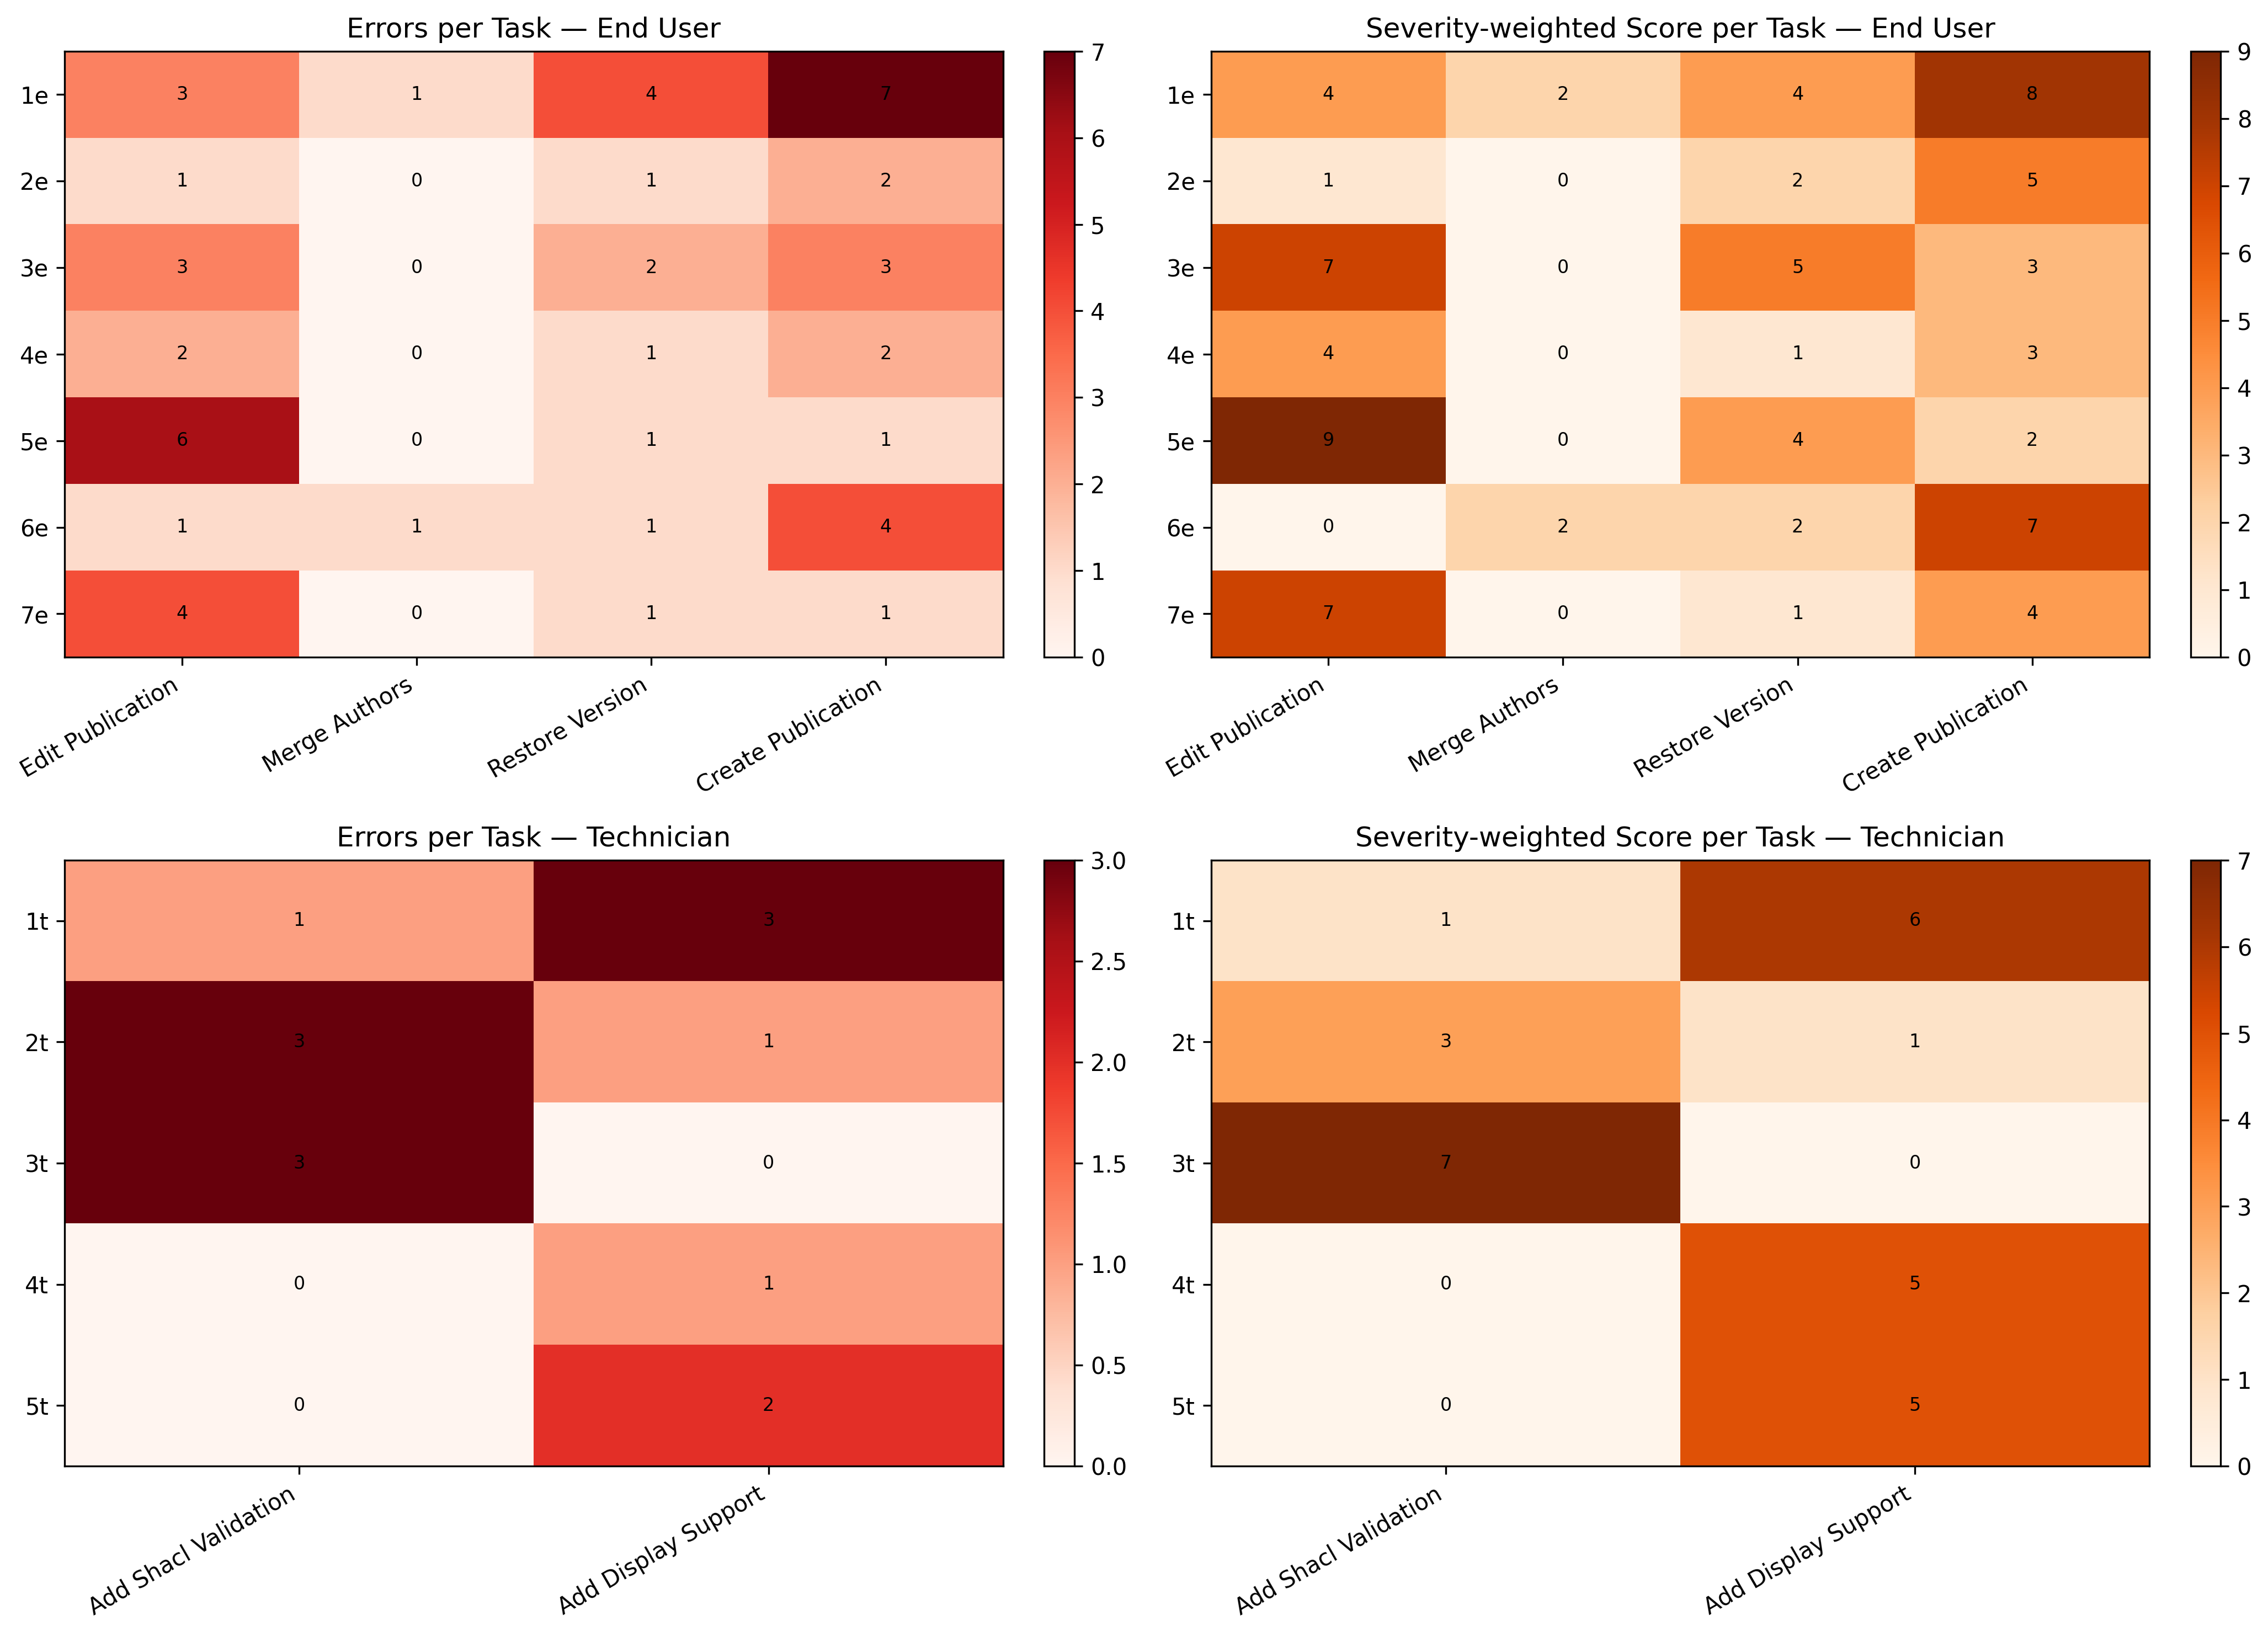 Errors per Task — End User
1e 3 1 4 7
2e 1 0 1 2
3e 3 0 2 3
4e 2 0 1 2
5e 6 0 1 1
6e 1 1 1 4
7e 4 0 1 1
Edit Publication Merge Authors Restore Version Create Publication
7
6
5
4
3
2
1
0
Severity-weighted Score per Task — End User
1e 4 2 4 8
2e 1 0 2 5
3e 7 0 5 3
4e 4 0 1 3
5e 9 0 4 2
6e 0 2 2 7
7e 7 0 1 4
Edit Publication Merge Authors Restore Version Create Publication
9
8
7
6
5
4
3
2
1
0
Errors per Task — Technician
1t 1 3
2t 3 1
3t 3 0
4t 0 1
5t 0 2
Add Shacl Validation Add Display Support
3.0
2.5
2.0
1.5
1.0
0.5
0.0
Severity-weighted Score per Task — Technician
1t 1 6
2t 3 1
3t 7 0
4t 0 5
5t 0 5
Add Shacl Validation Add Display Support
7
6
5
4
3
2
1
0